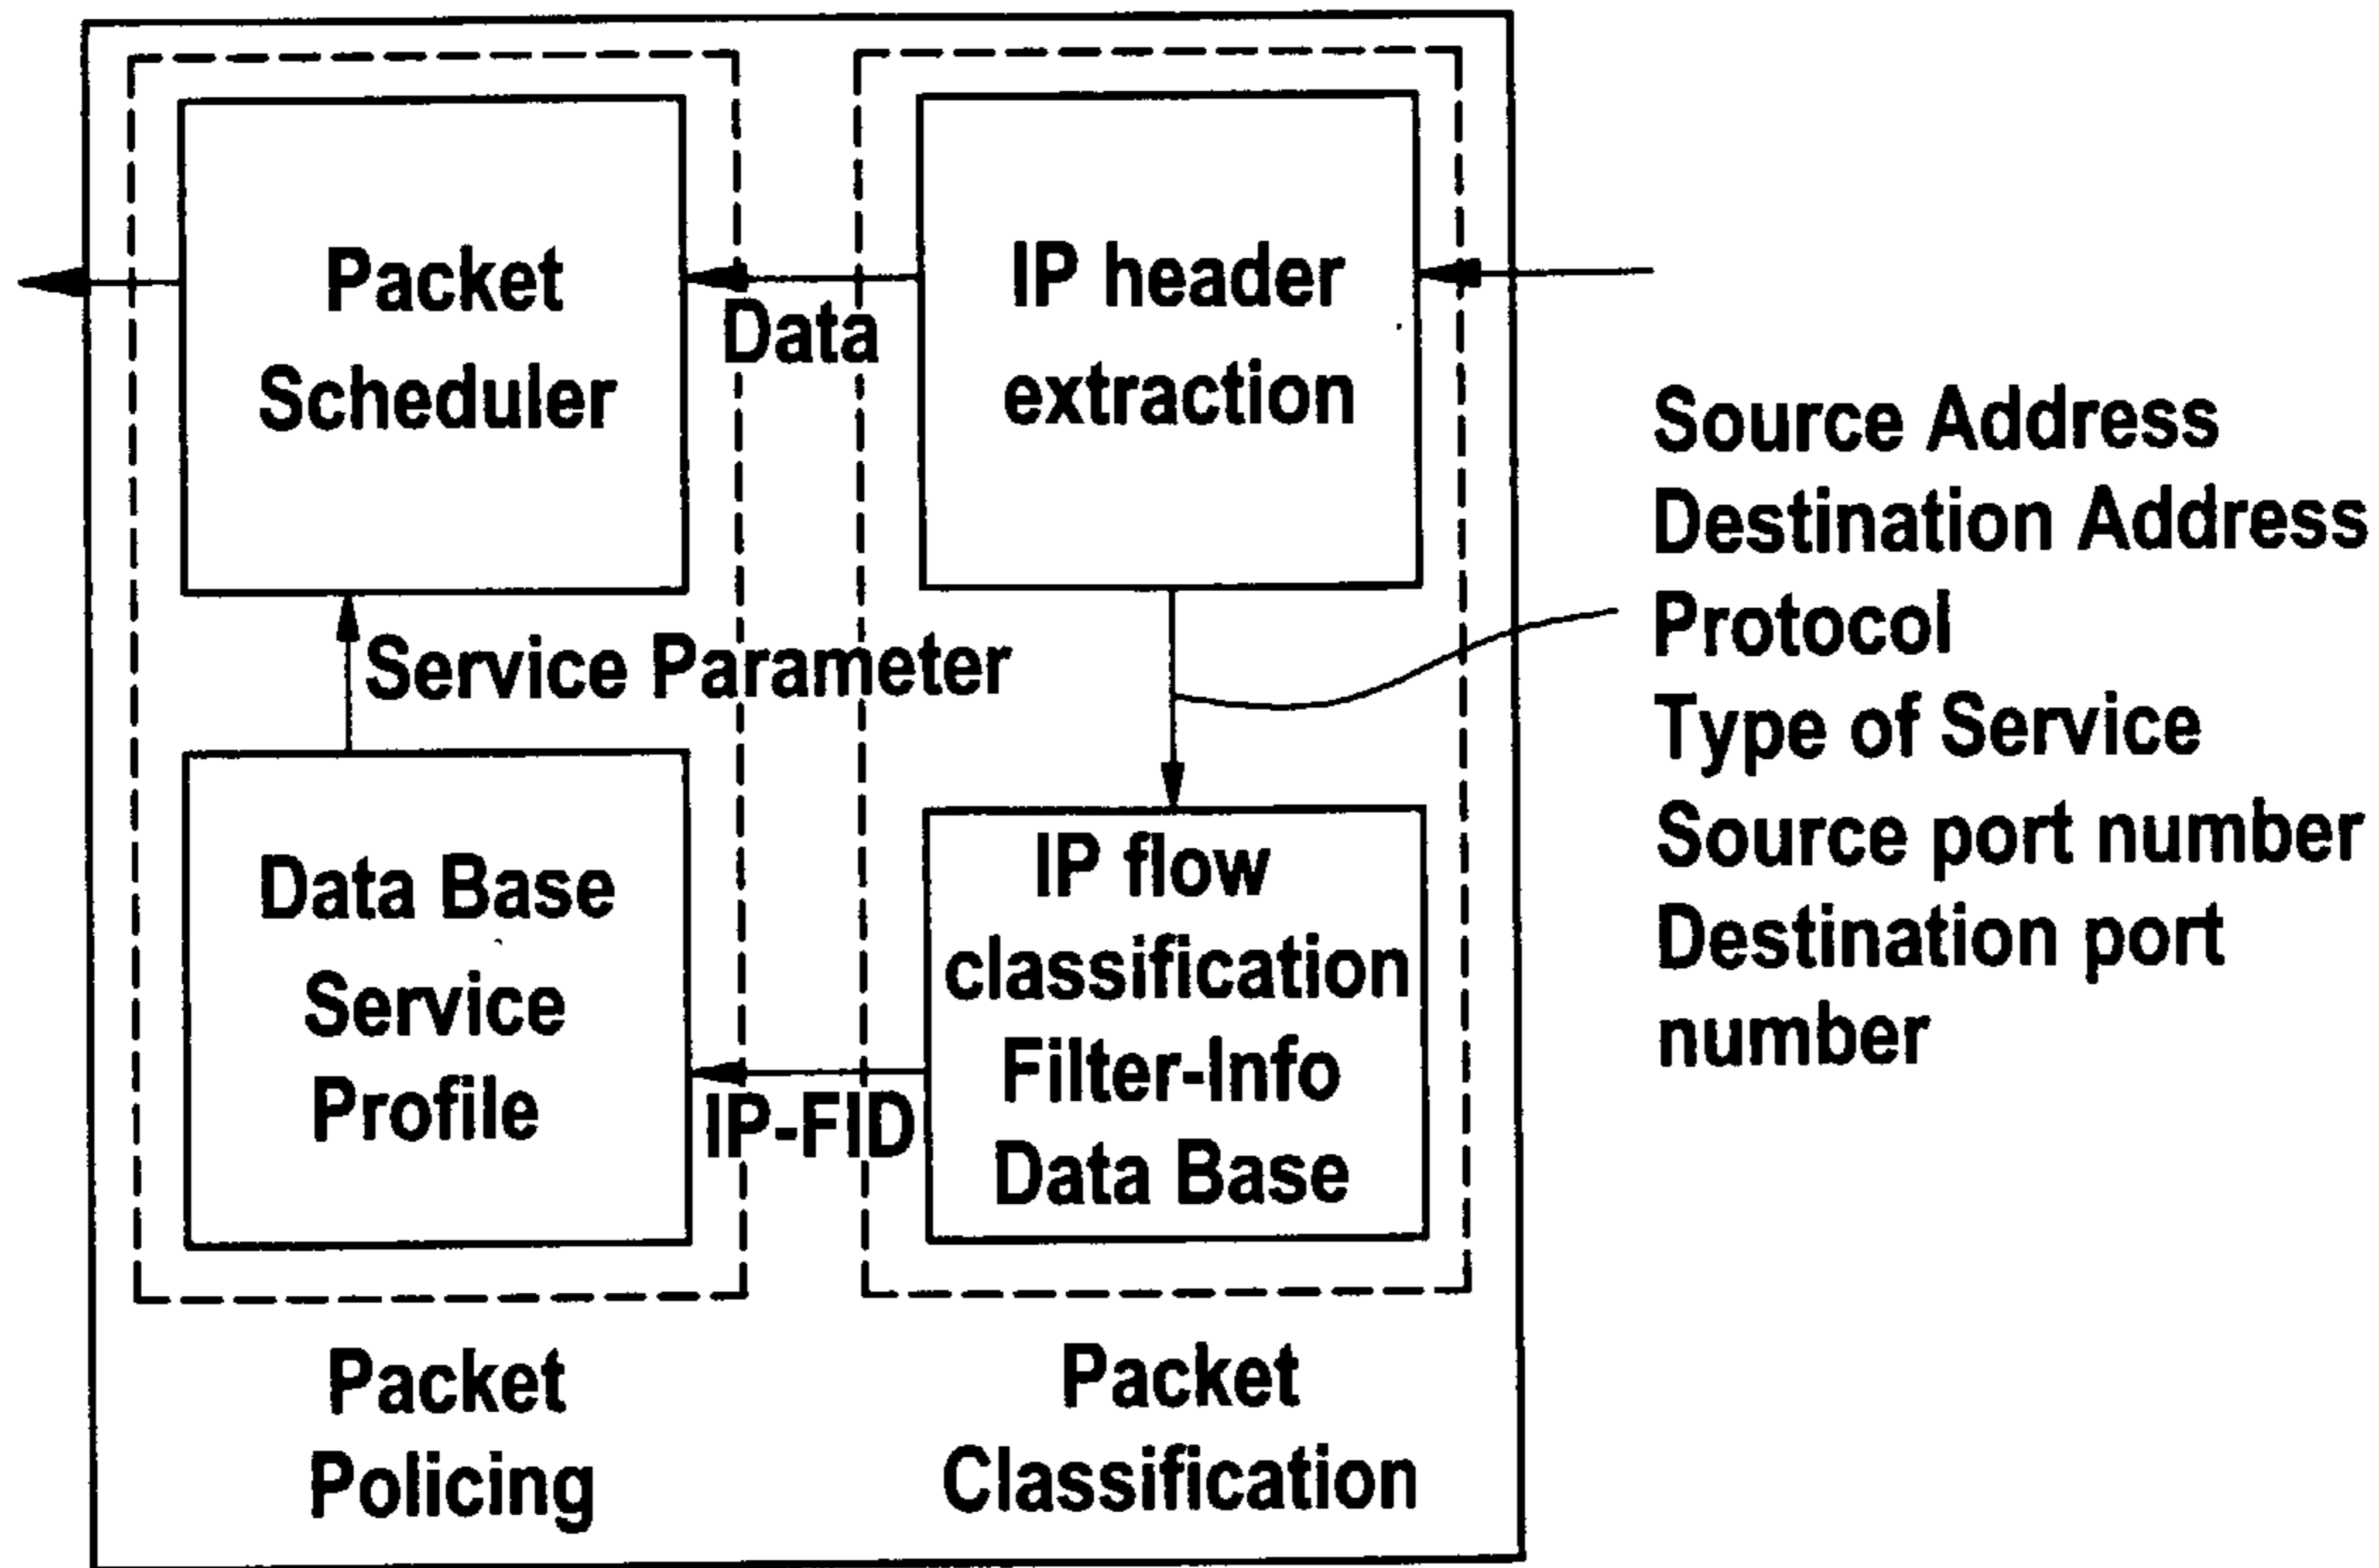 Packet
Scheduler
Data
IP header
extraction
Source Address
Destination Address
Protocol
Type of Service
Source port number
Destination port
number
Service Parameter
Data Base
Service
Profile
IP-FID
IP flow
classification
Filter-Info
Data Base
Packet
Policing
Packet
Classification